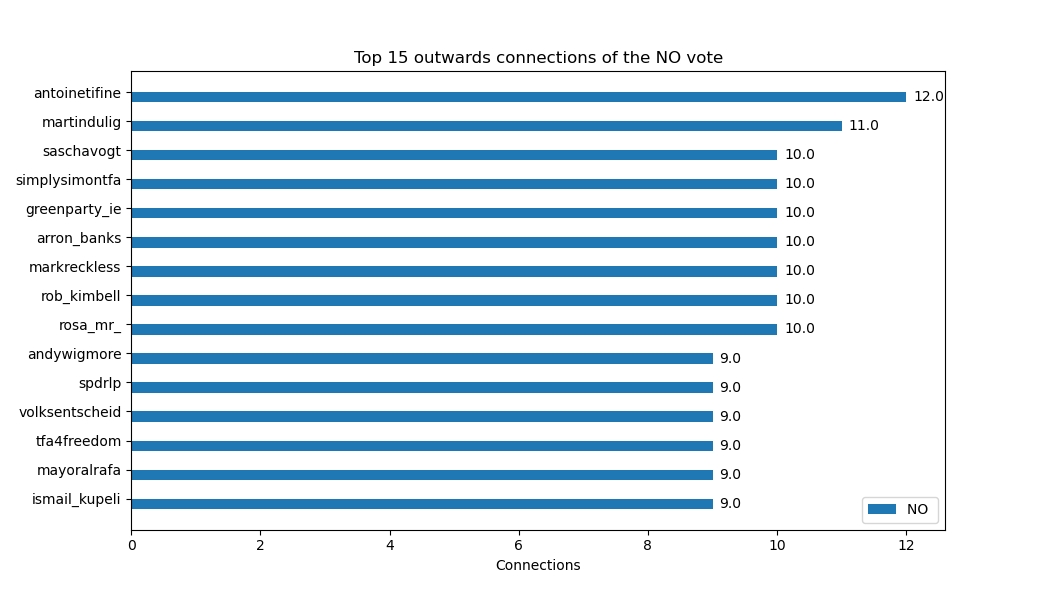 Top 15 outwards connections of the NO vote
antoinetifine 12.0
martindulig 11.0
saschavogt 10.0
simplysimontfa 10.0
greenparty_ie 10.0
arron_banks 10.0
markreckless 10.0
rob_kimbell 10.0
rosa_mr_ 10.0
andywigmore 9.0
spdrlp 9.0
volksentscheid 9.0
tfa4freedom 9.0
mayoralrafa 9.0
ismail_kupeli 9.0
NO
0 2 4 6 8 10 12
Connections